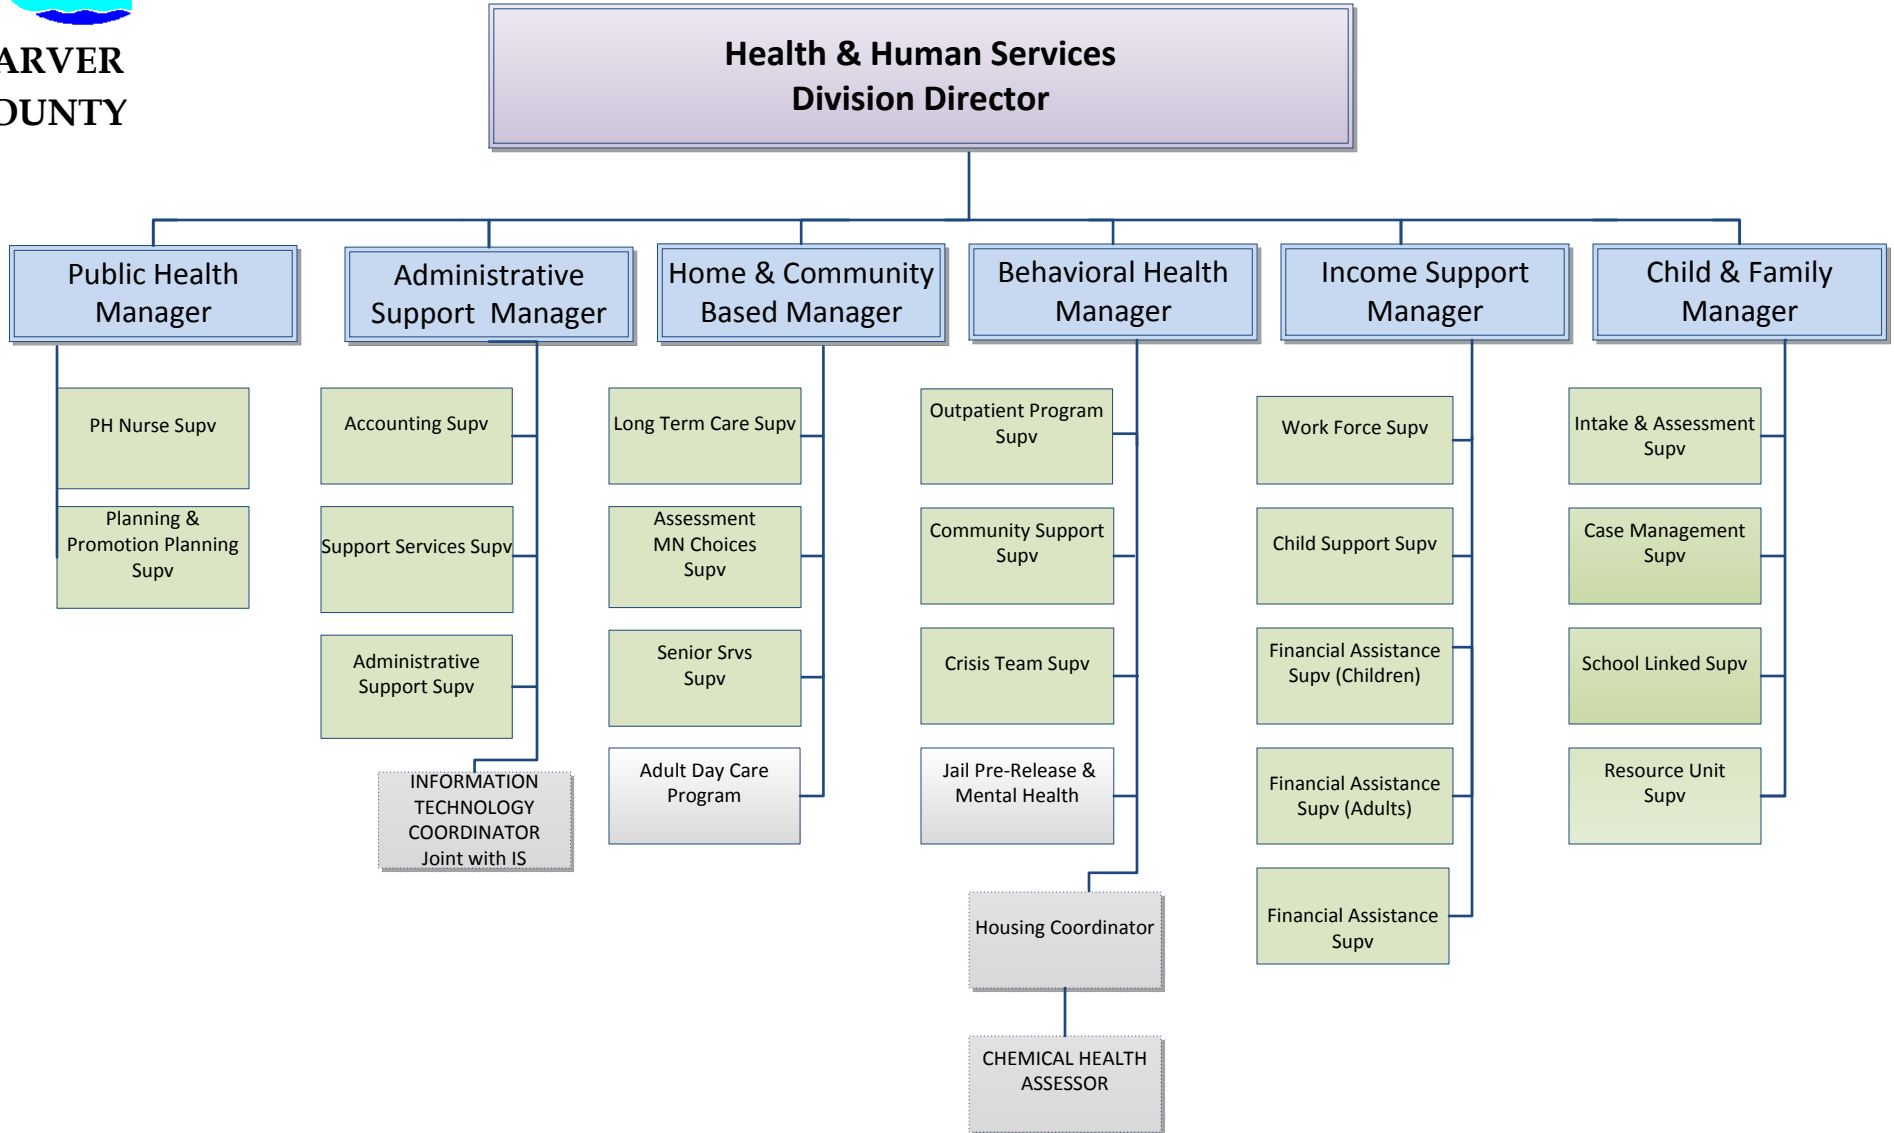 ARVER
OUNTY
Health & Human Services
Division Director
Public Health
Manager
Administrative
Support Manager
Home & Community
Based Manager
Behavioral Health
Manager
Income Support
Manager
Child & Family
Manager
PH Nurse Supv
Planning &
Promotion Planning
Supv
Accounting Supv
Support Services Supv
Administrative
Support Supv
INFORMATION
TECHNOLOGY
COORDINATOR
Joint with IS
Long Term Care Supv
Assessment
MN Choices
Supv
Senior Srvs
Supv
Adult Day Care
Program
Outpatient Program
Supv
Community Support
Supv
Crisis Team Supv
Jail Pre-Release &
Mental Health
Housing Coordinator
CHEMICAL HEALTH
ASSESSOR
Work Force Supv
Child Support Supv
Financial Assistance
Supv (Children)
Financial Assistance
Supv (Adults)
Financial Assistance
Supv
Intake & Assessment
Supv
Case Management
Supv
School Linked Supv
Resource Unit
Supv